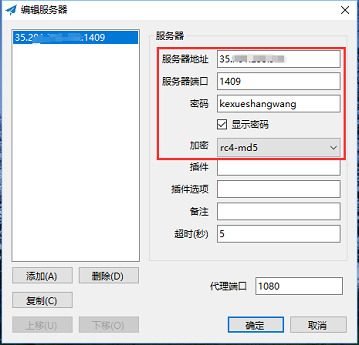 编辑服务器
35.2 .1409
服务器
服务器地址 35.
服务器端口 1409
密码 kexueshangwang
显示密码
加密 rc4-md5
插件
插件选项
备注
超时(秒) 5
添加(A) 删除(D)
复制(C)
代理端口 1080
上移(U) 下移(O)
确定 取消